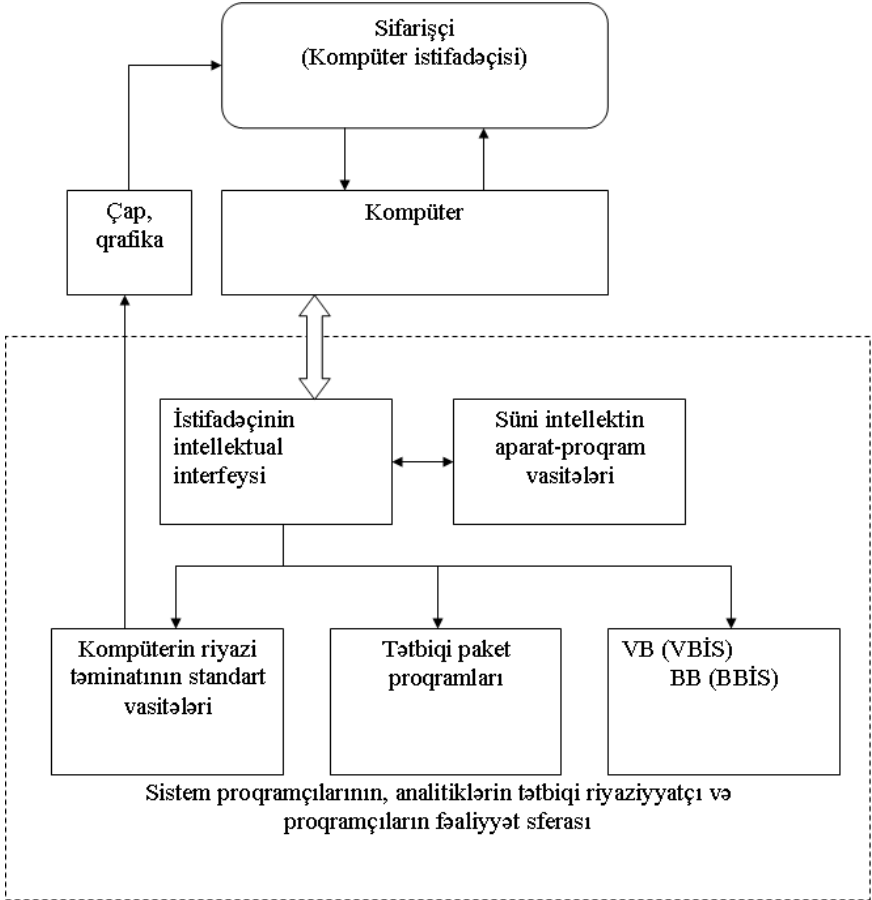 Sifarişçi
(Kompüter istifadəçisi)
Çap,
qrafika
Kompüter
İstifadəçinin
intellektual
interfeysi
Süni intellektin
aparat-proqram
vasitələri
Kompüterin riyazi
təminatının standart
vasitələri
Tətbiqi paket
proqramları
VB (VBİS)
BB (BBİS)
Sistem proqramçılarının, analitiklərin tətbiqi riyaziyyatçı və
proqramçıların fəaliyyət sferası